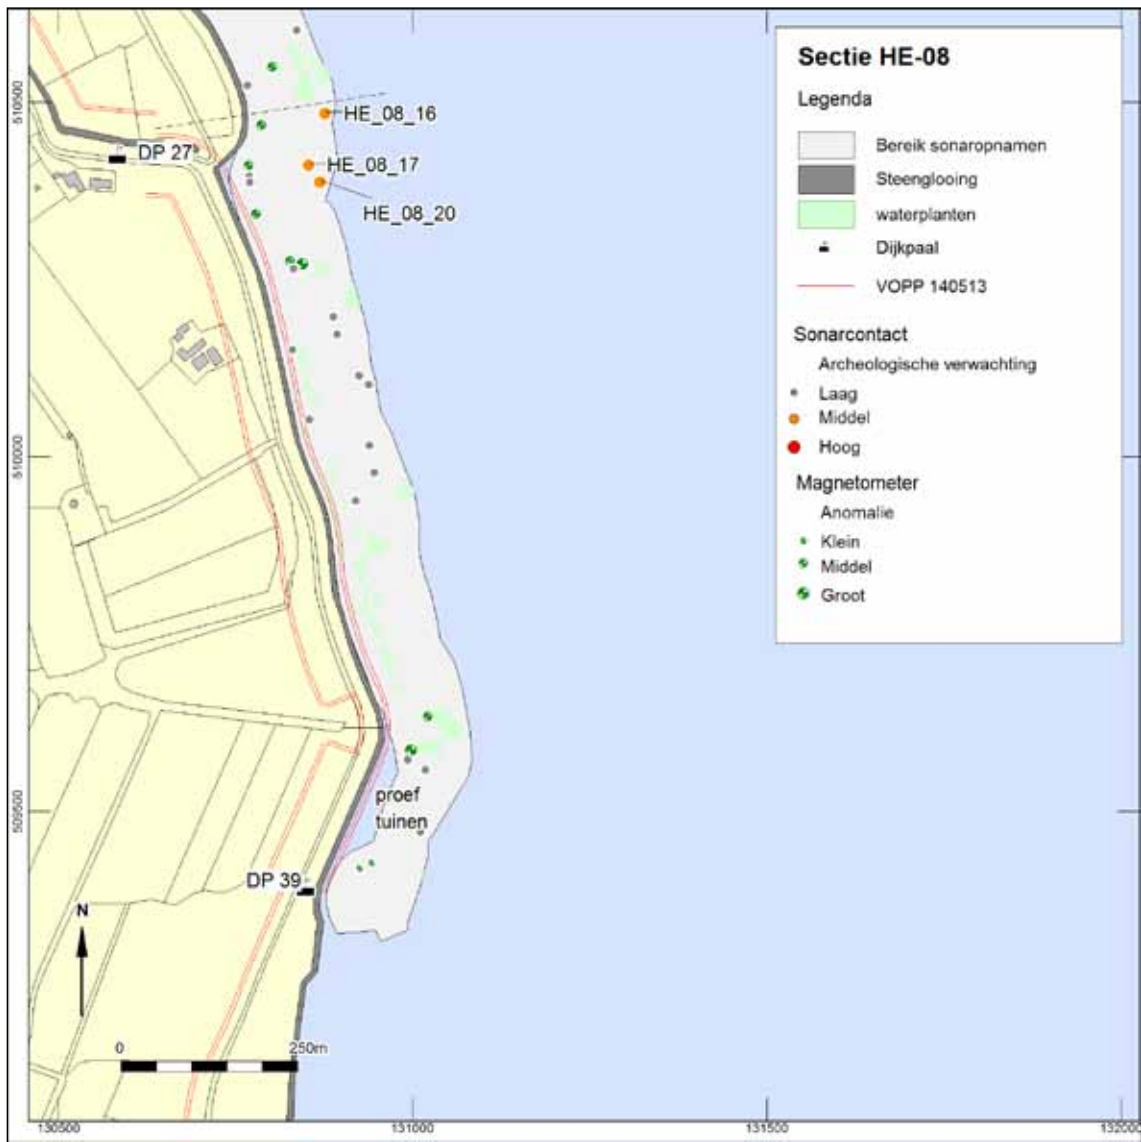 Sectie HE-08
Legenda
Bereik sonaropnamen
Steenglooing
waterplanten
Dijkpaal
VOPP 140513
Sonarcontact
Archeologische verwachting
Laag
Middel
Hoog
Magnetometer
Anomalie
Klein
Middel
Groot
HE_08_16
DP 27
HE_08_17
HE_08_20
proef
tuinen
DP 39
N
0 250m
510500
510000
509500
130500 131000 131500 132000